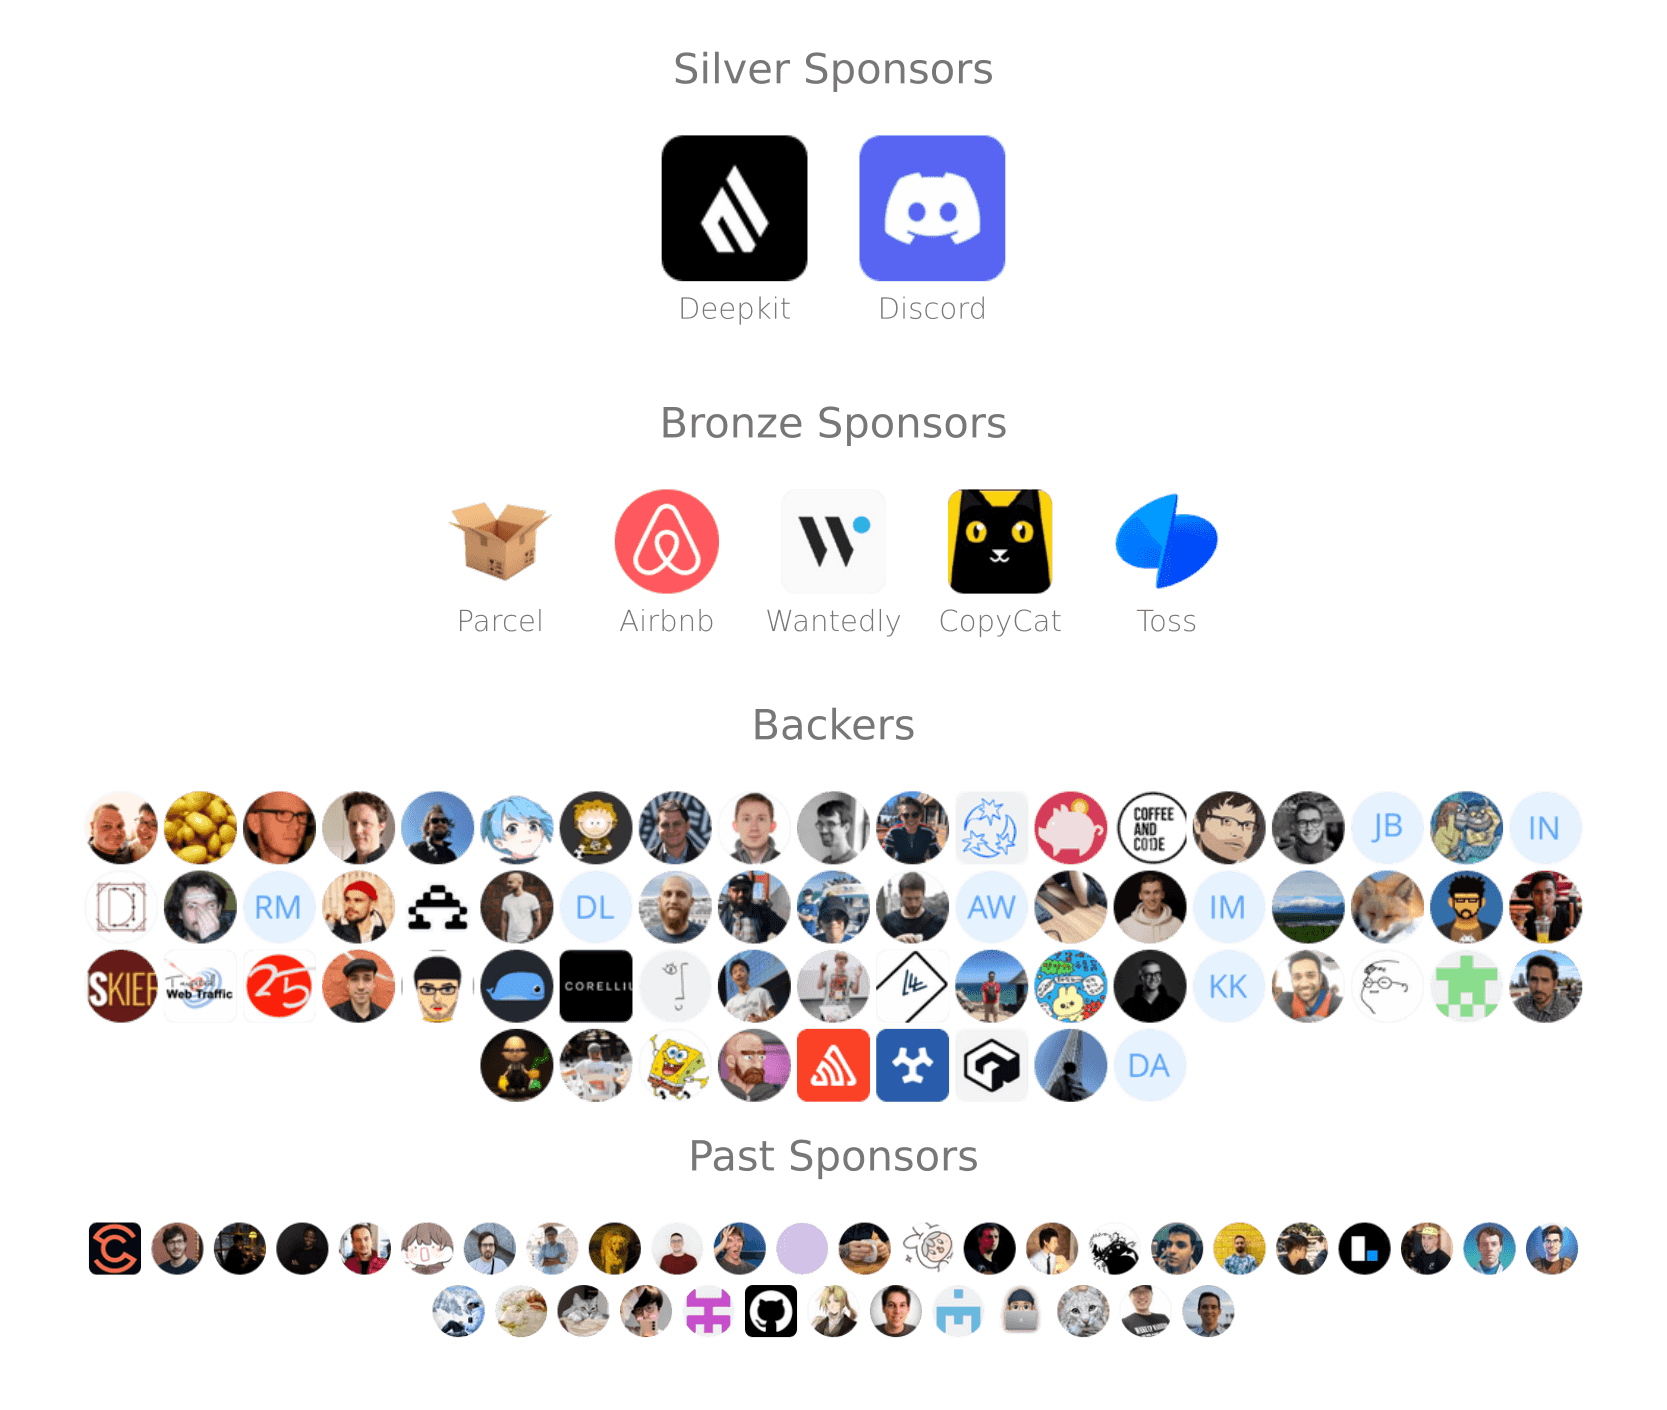 Silver Sponsors
Deepkit
Discord
Bronze Sponsors
Parcel
Airbnb
Wantedly
CopyCat
Toss
Backers
COFFEE
AND
CODE
JB
IN
RM
DL
AW
IM
SKIEF
Web Traffic
25
CORELLIU
KK
DA
Past Sponsors